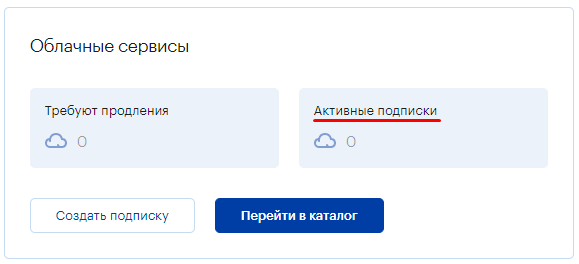 Облачные сервисы
Требуют продления
0
Активные подписки
0
Создать подписку
Перейти в каталог